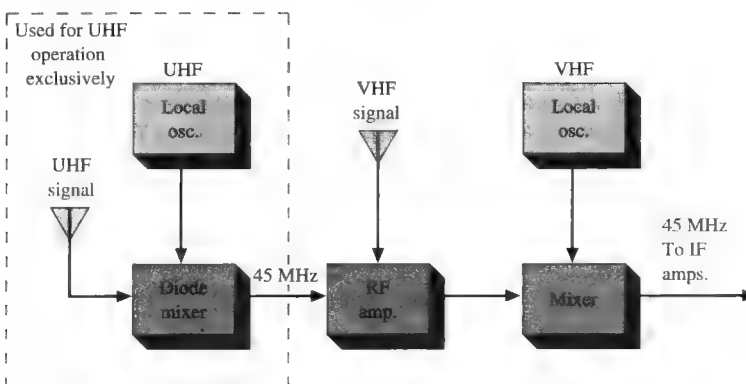 Used for UHF
operation
exclusively
UHF
Local
osc.
UHF
signal
Diode
mixer
45 MHz
VHF
signal
RF
amp.
VHF
Local
osc.
Mixer
45 MHz
To IF
amps.